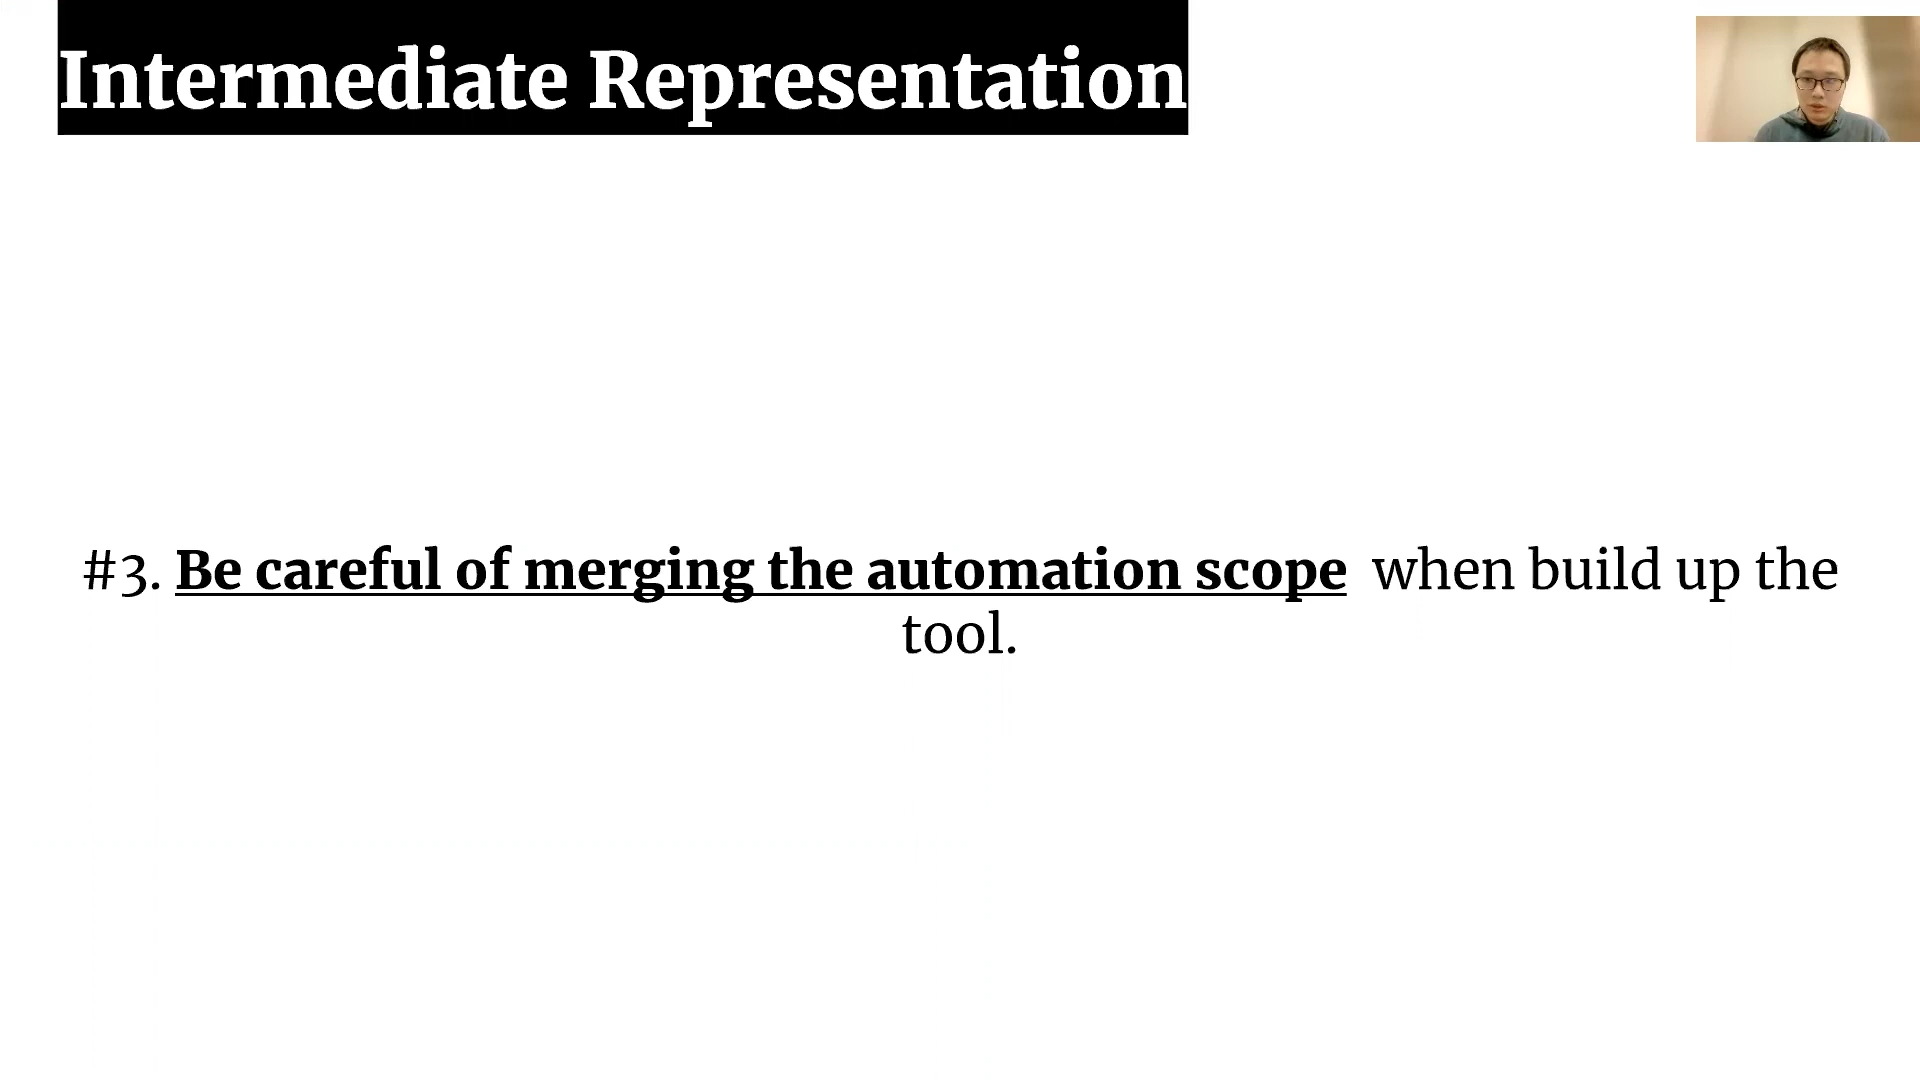 Intermediate Representation
#3. Be careful of merging the automation scope when build up the
tool.